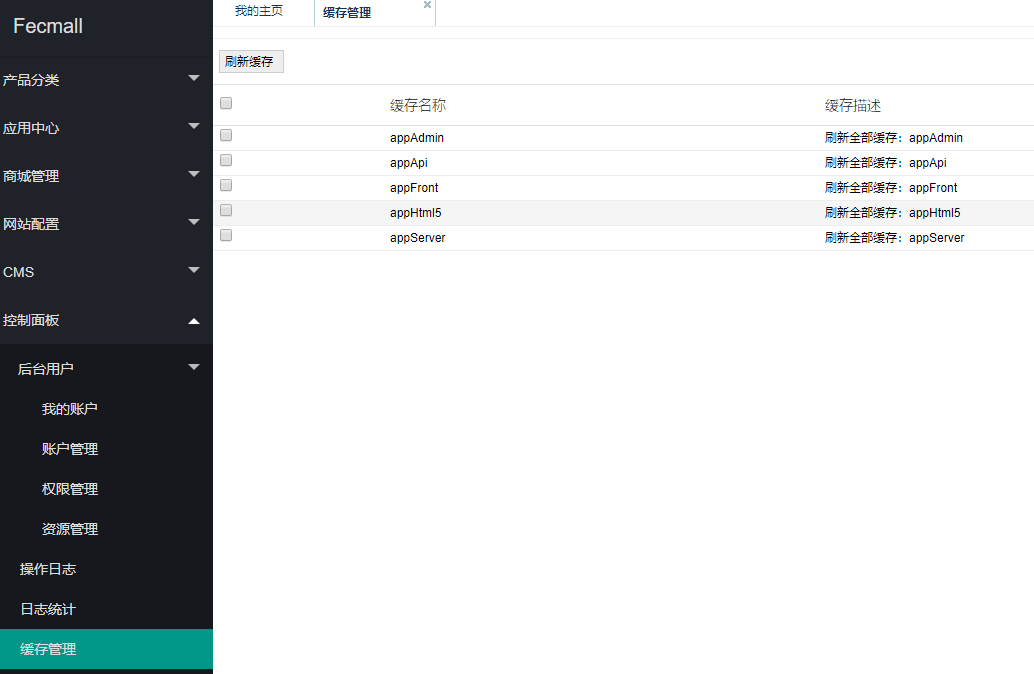 Fecmall
产品分类
应用中心
商城管理
网站配置
CMS
控制面板
后台用户
我的账户
账户管理
权限管理
资源管理
操作日志
日志统计
缓存管理
我的主页 缓存管理 ×
刷新缓存
缓存名称 缓存描述
appAdmin 刷新全部缓存：appAdmin
appApi 刷新全部缓存：appApi
appFront 刷新全部缓存：appFront
appHtml5 刷新全部缓存：appHtml5
appServer 刷新全部缓存：appServer